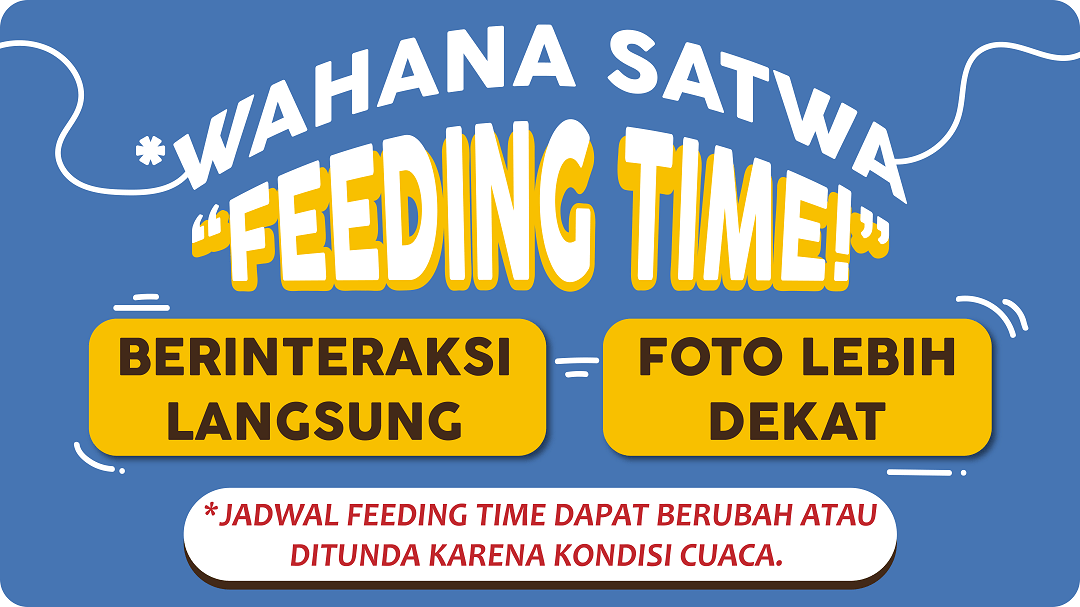 *WAHANA SATWA
“FEEDING TIME!”
BERINTERAKSI
LANGSUNG
FOTO LEBIH
DEKAT
*JADWAL FEEDING TIME DAPAT BERUBAH ATAU
DITUNDA KARENA KONDISI CUACA.